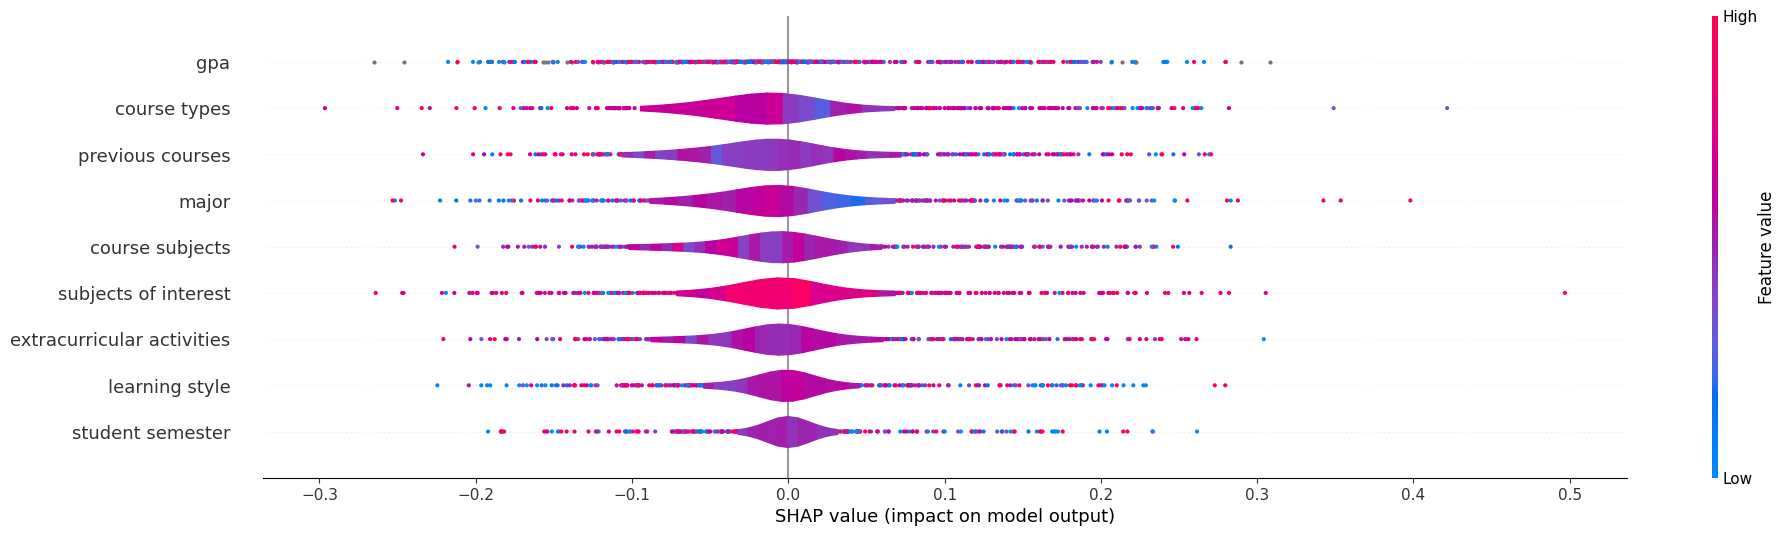 High
gpa
course types
previous courses
major
course subjects
subjects of interest
extracurricular activities
learning style
student semester
Feature value
Low
−0.3 −0.2 −0.1 0.0 0.1 0.2 0.3 0.4 0.5
SHAP value (impact on model output)